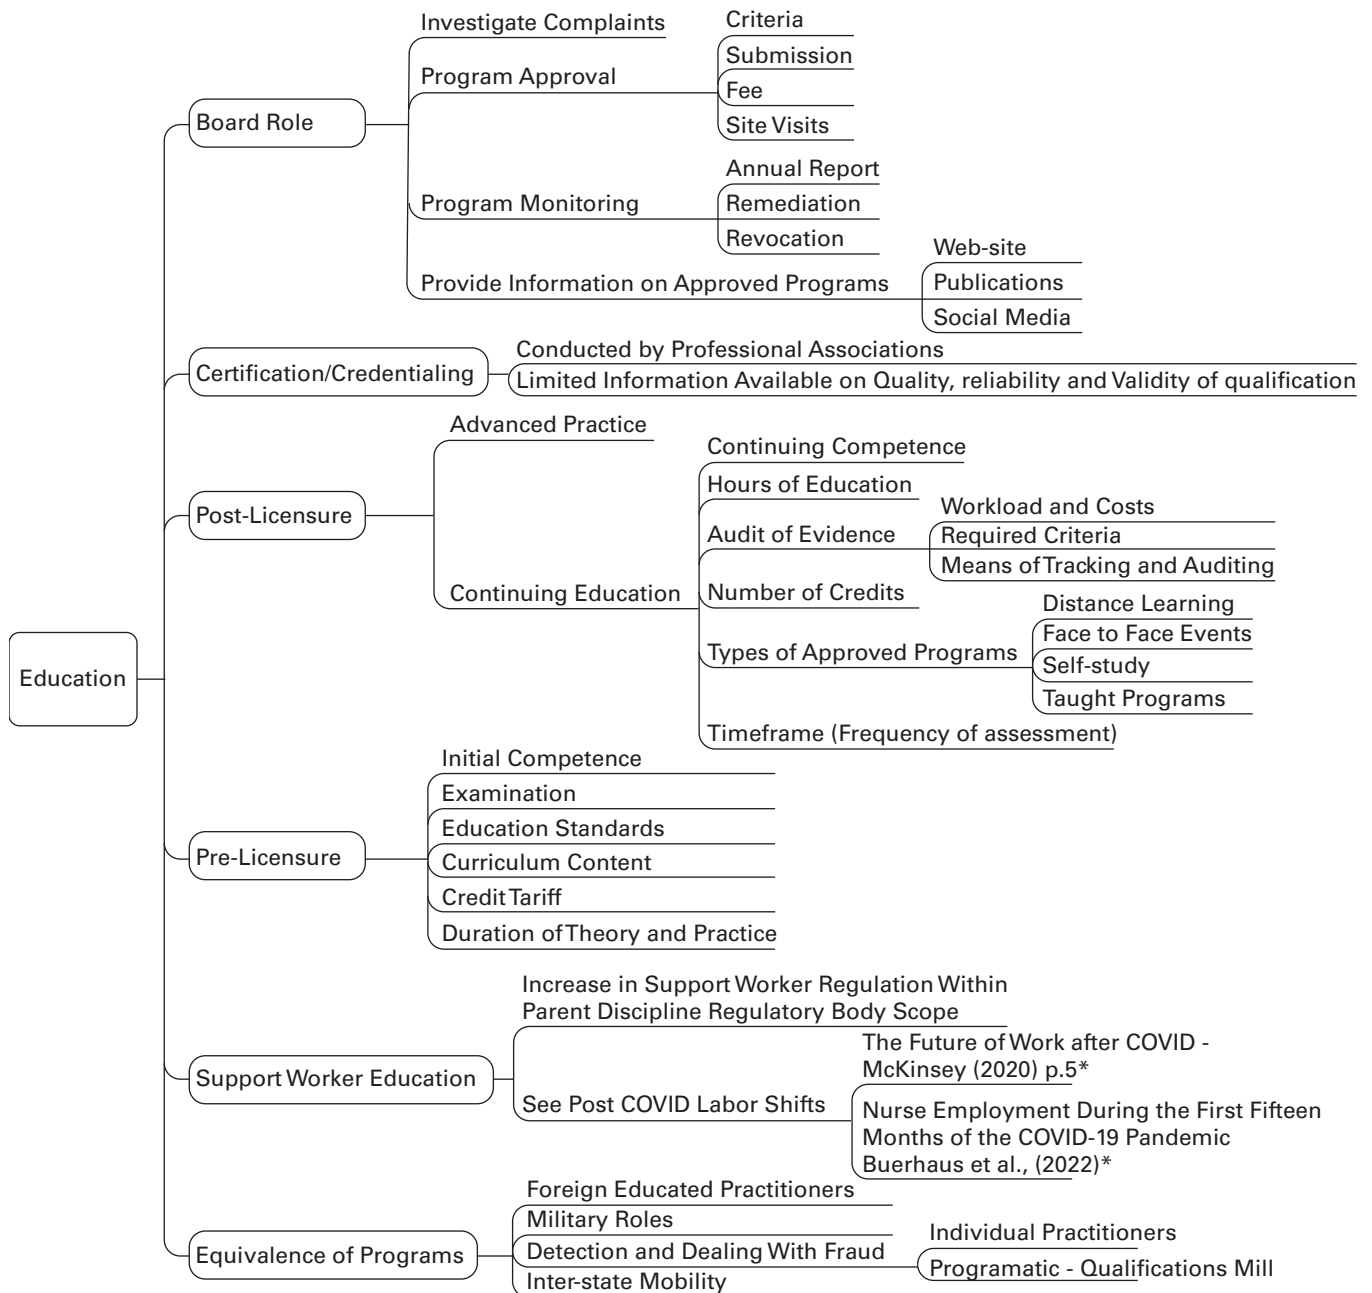 Education
Board Role
Investigate Complaints
Program Approval
Criteria
Submission
Fee
Site Visits
Program Monitoring
Annual Report
Remediation
Revocation
Provide Information on Approved Programs
Web-site
Publications
Social Media
Certification/Credentialing
Conducted by Professional Associations
Limited Information Available on Quality, reliability and Validity of qualification
Post-Licensure
Advanced Practice
Continuing Education
Continuing Competence
Hours of Education
Audit of Evidence
Workload and Costs
Required Criteria
Means of Tracking and Auditing
Number of Credits
Types of Approved Programs
Distance Learning
Face to Face Events
Self-study
Taught Programs
Timeframe (Frequency of assessment)
Pre-Licensure
Initial Competence
Examination
Education Standards
Curriculum Content
Credit Tariff
Duration of Theory and Practice
Support Worker Education
Increase in Support Worker Regulation Within
Parent Discipline Regulatory Body Scope
See Post COVID Labor Shifts
The Future of Work after COVID -
McKinsey (2020) p.5*
Nurse Employment During the First Fifteen
Months of the COVID-19 Pandemic
Buerhaus et al., (2022)*
Equivalence of Programs
Foreign Educated Practitioners
Military Roles
Detection and Dealing With Fraud
Individual Practitioners
Programatic - Qualifications Mill
Inter-state Mobility